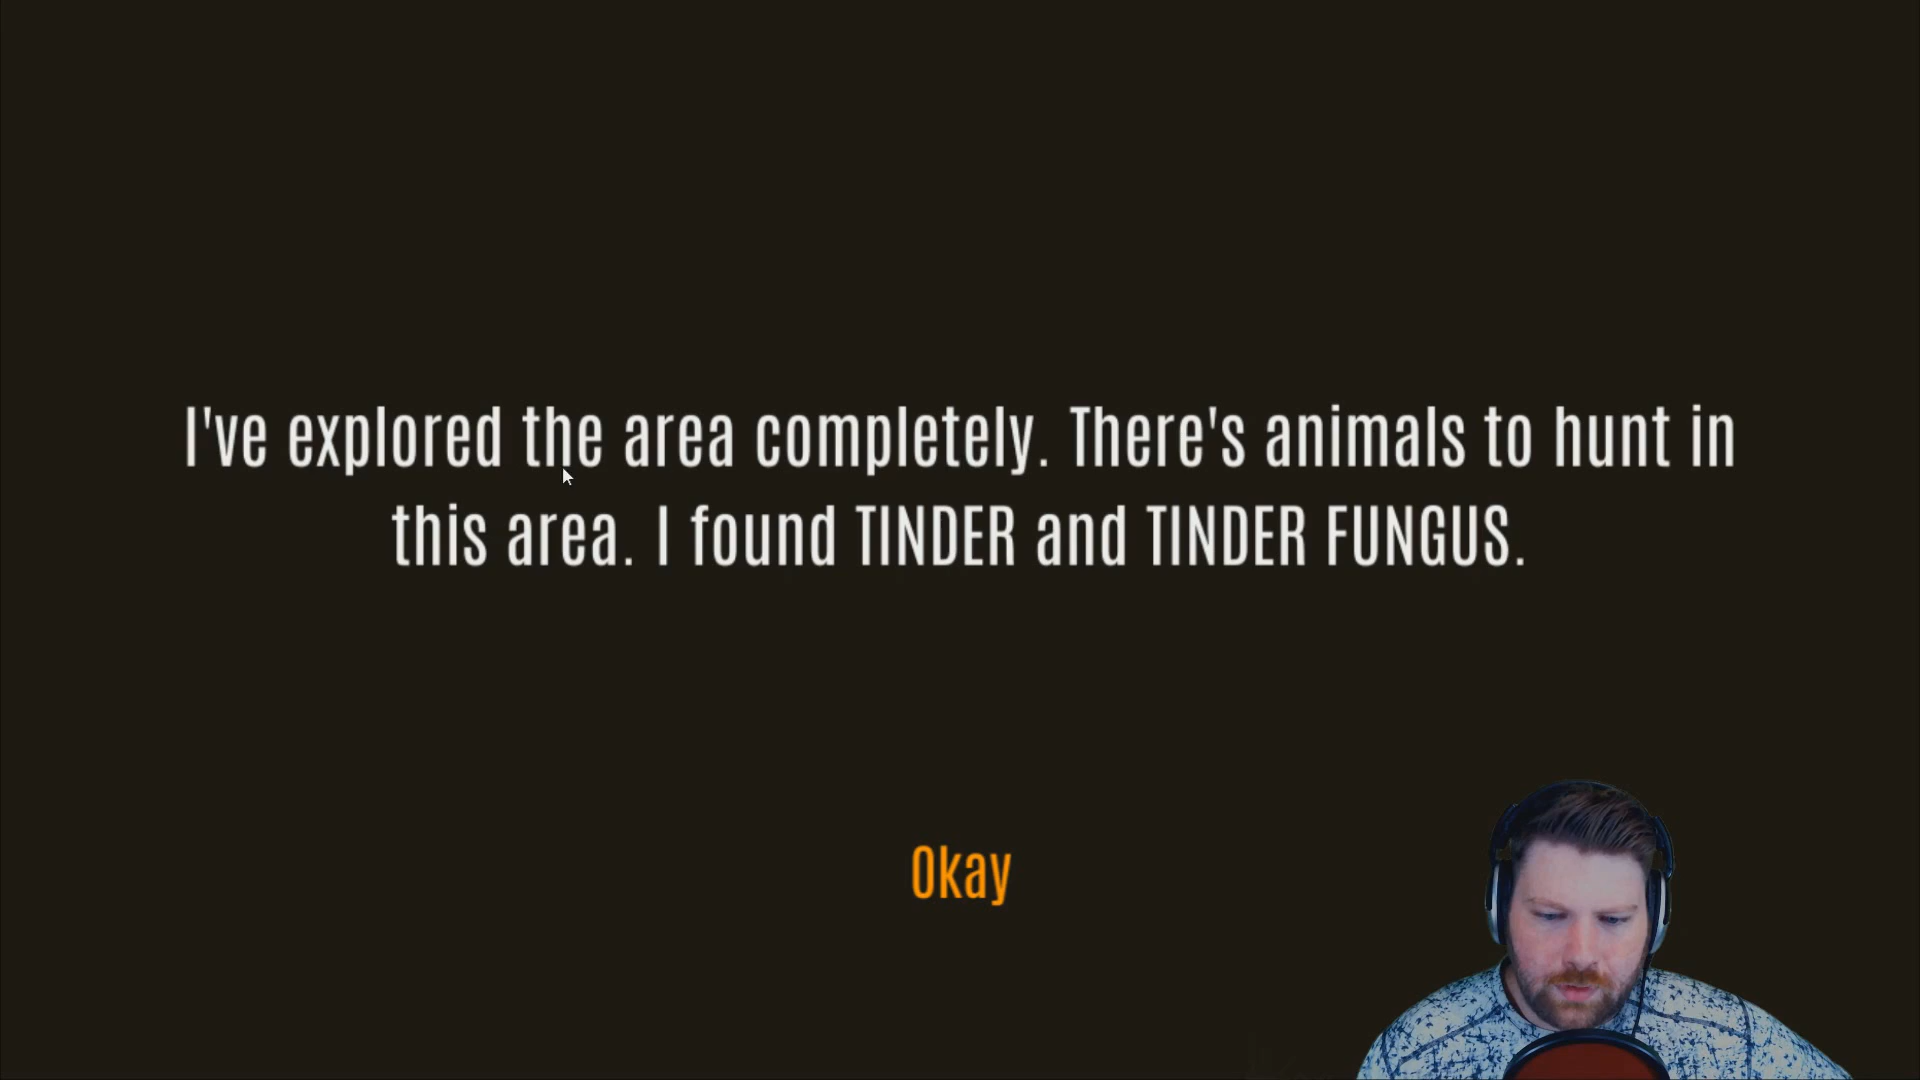 I've explored the area completely. There's animals to hunt in
this area. I found TINDER and TINDER FUNGUS.
Okay